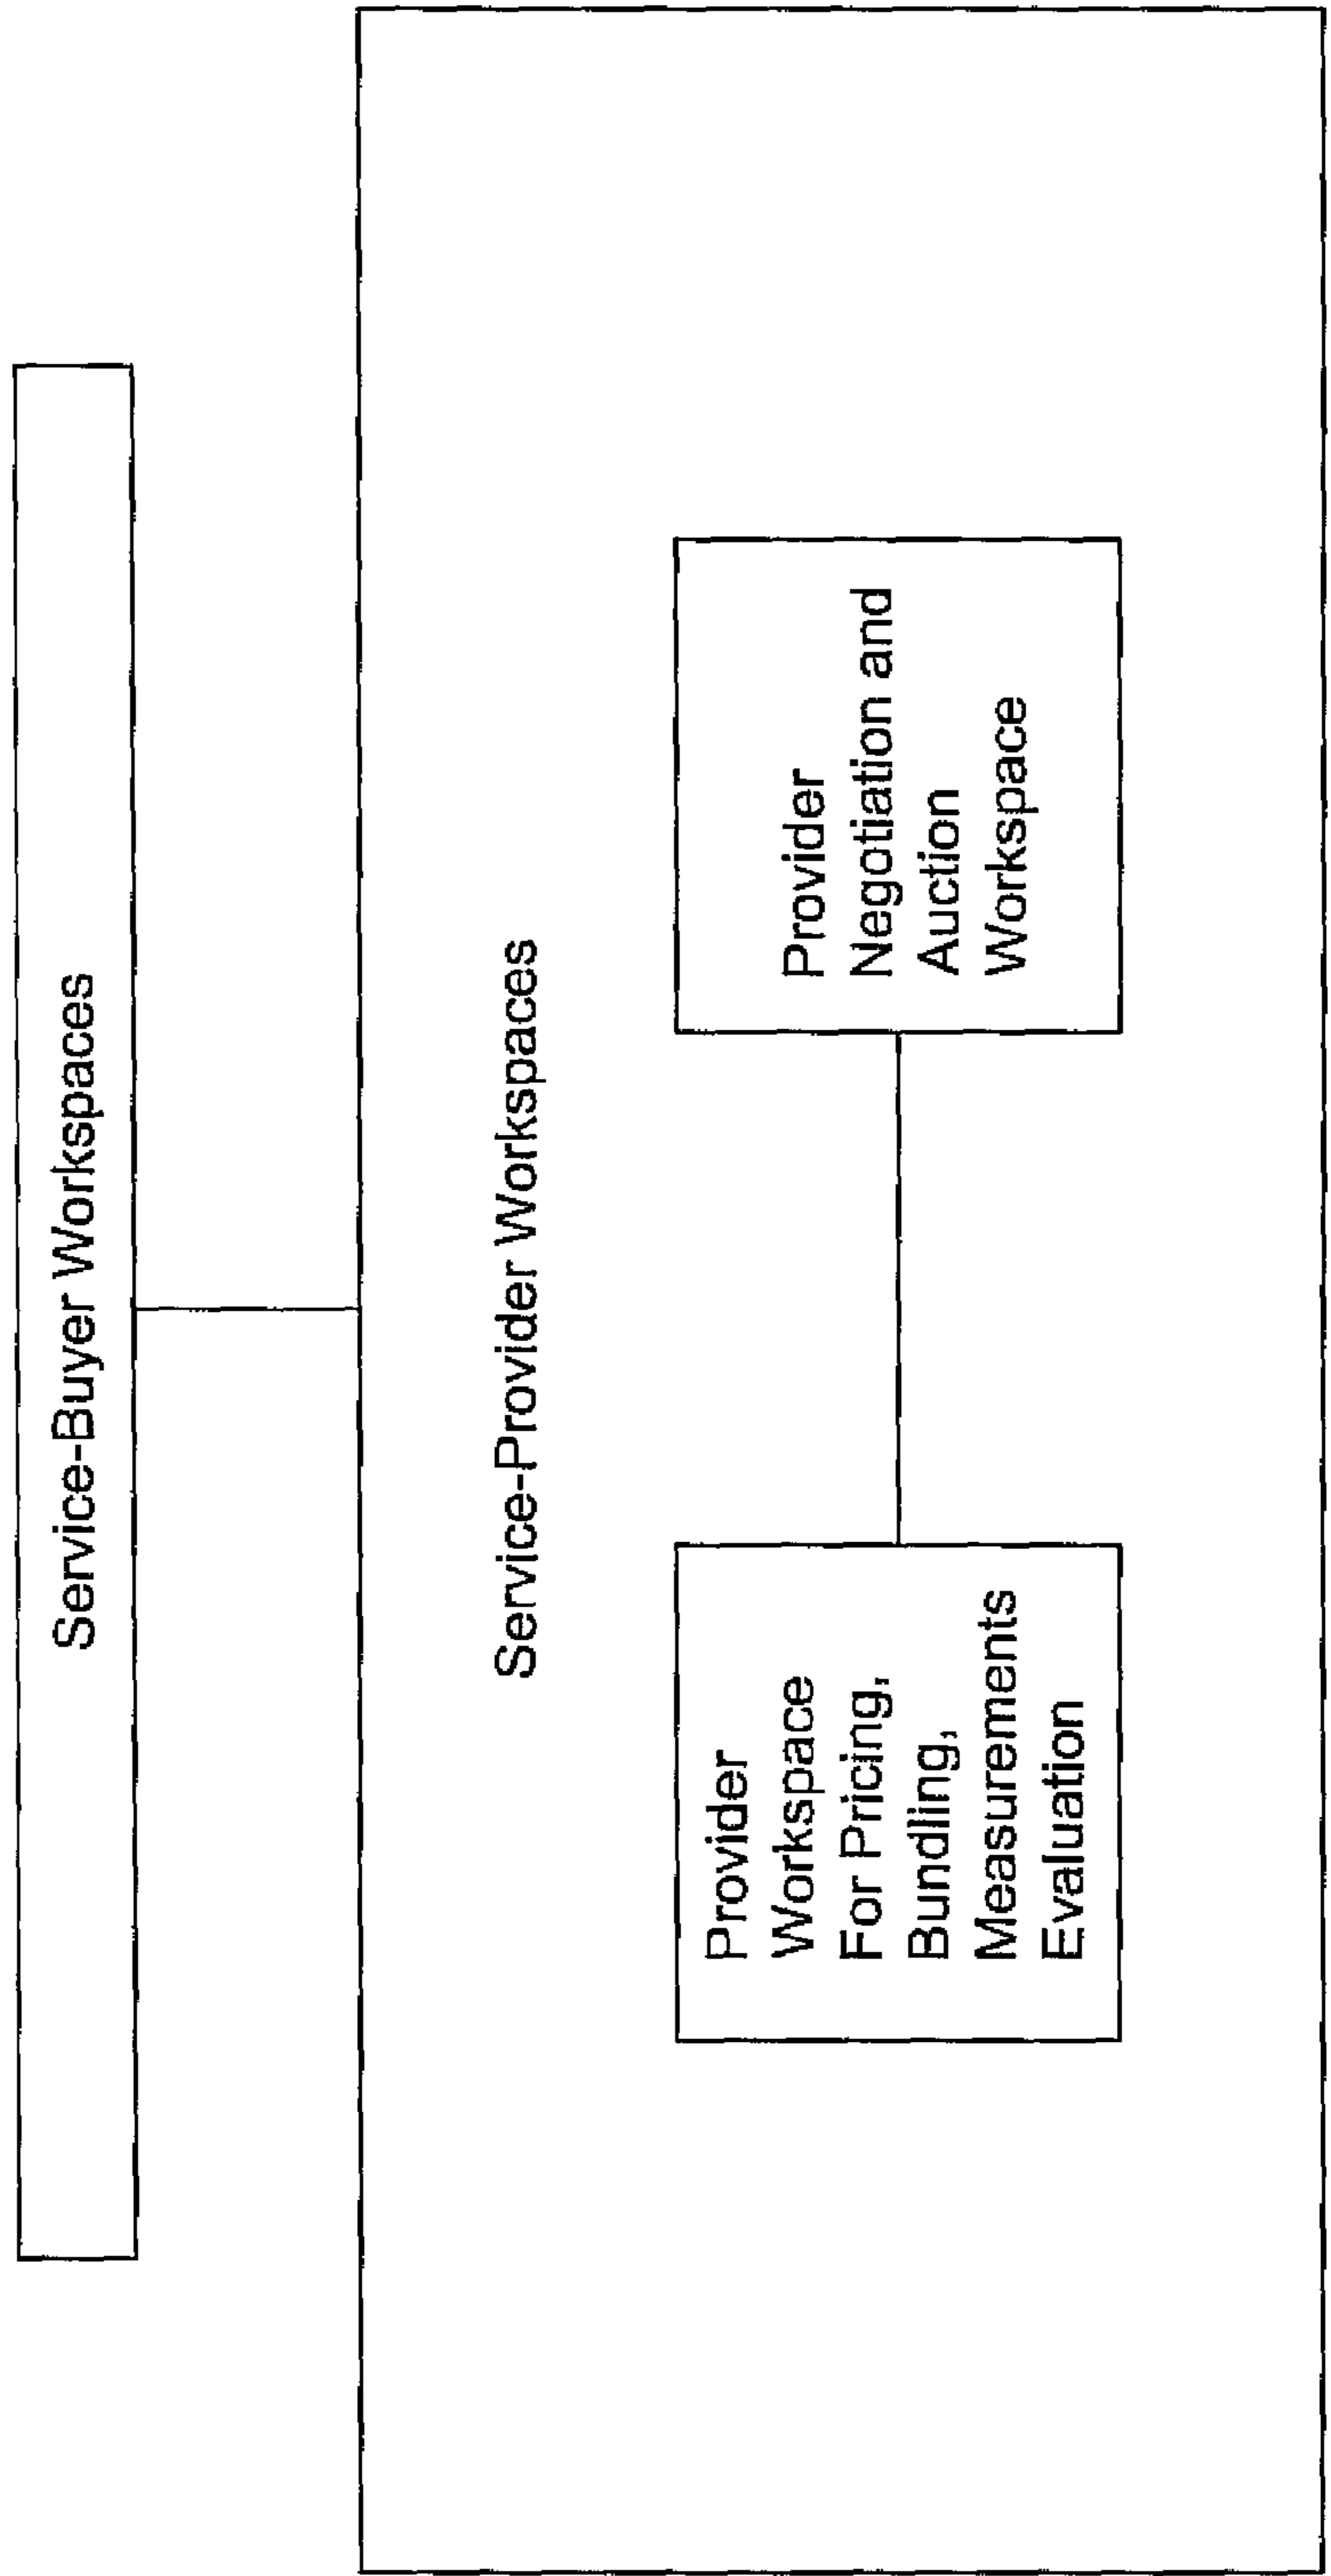 Service-Buyer Workspaces
Service-Provider Workspaces
Provider
Workspace
For Pricing,
Bundling,
Measurements
Evaluation
Provider
Negotiation and
Auction
Workspace